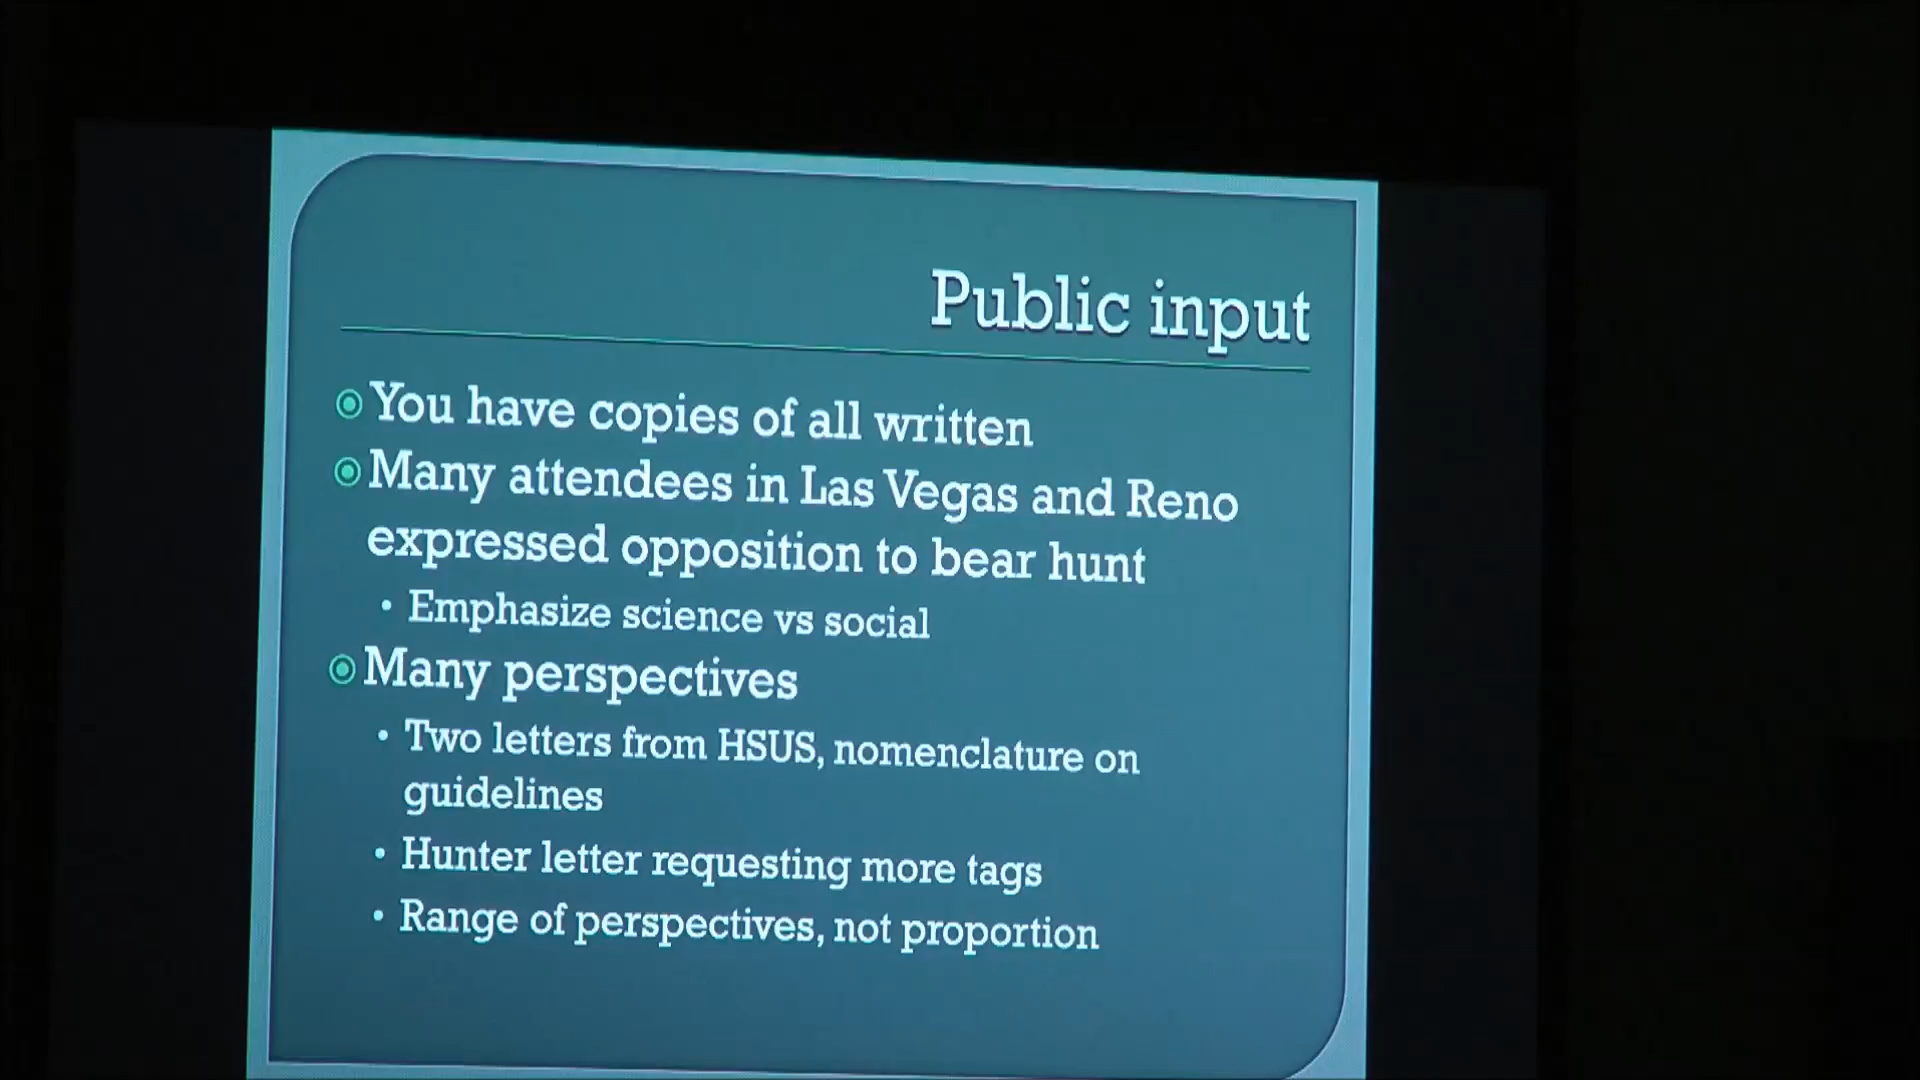 Public input
You have copies of all written
Many attendees in Las Vegas and Reno
expressed opposition to bear hunt
• Emphasize science vs social
Many perspectives
• Two letters from HSUS, nomenclature on
guidelines
• Hunter letter requesting more tags
• Range of perspectives, not proportion